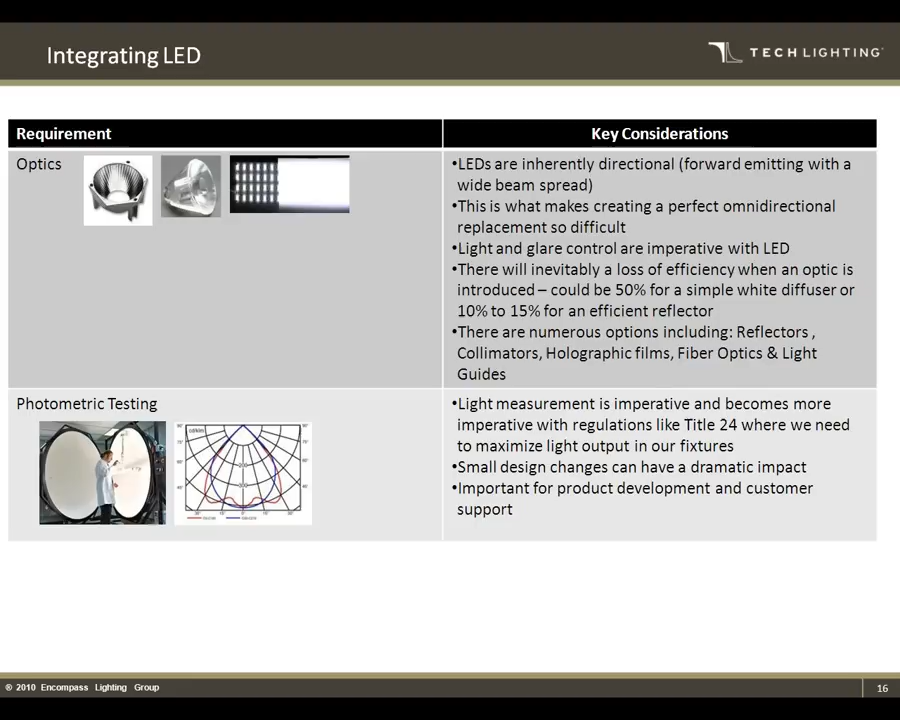 Integrating LED
TECH LIGHTING
Requirement
Key Considerations
Optics
•LEDs are inherently directional (forward emitting with a
wide beam spread)
•This is what makes creating a perfect omnidirectional
replacement so difficult
•Light and glare control are imperative with LED
•There will inevitably a loss of efficiency when an optic is
introduced – could be 50% for a simple white diffuser or
10% to 15% for an efficient reflector
•There are numerous options including: Reflectors ,
Collimators, Holographic films, Fiber Optics & Light
Guides
Photometric Testing
•Light measurement is imperative and becomes more
imperative with regulations like Title 24 where we need
to maximize light output in our fixtures
•Small design changes can have a dramatic impact
•Important for product development and customer
support
® 2010 Encompass Lighting Group
16